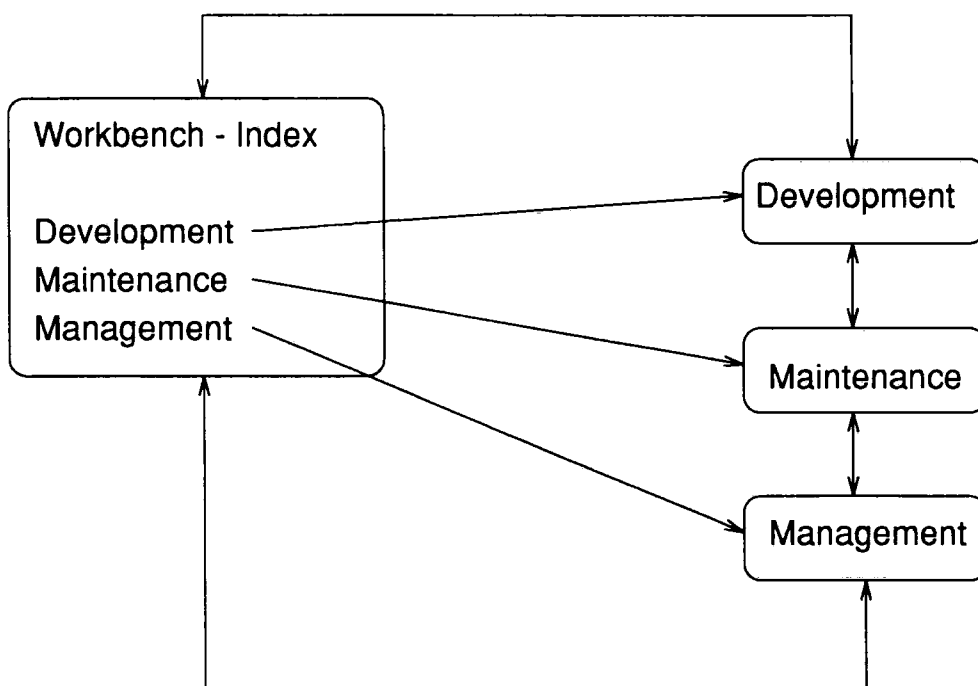 Workbench - Index
Development
Maintenance
Management
Development
Maintenance
Management